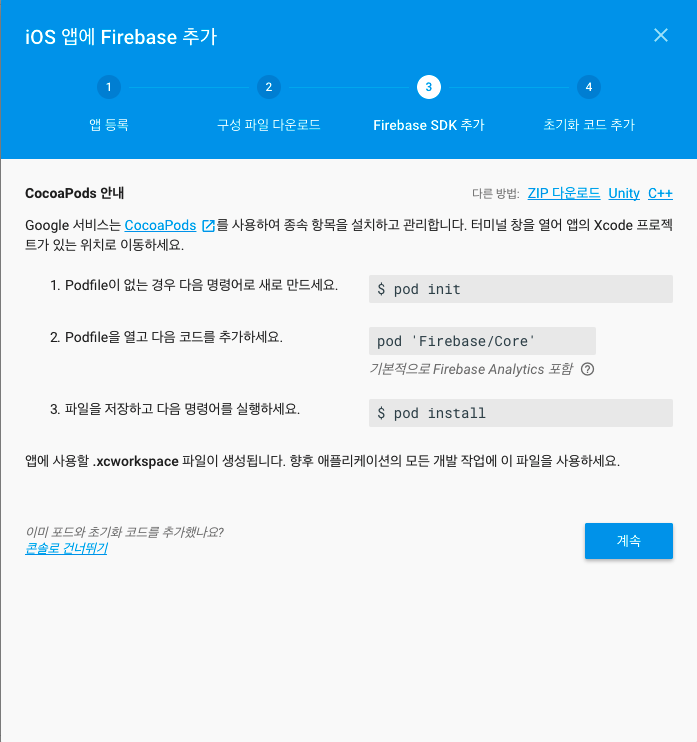 iOS 앱에 Firebase 추가
1
2
3
4
앱 등록
구성 파일 다운로드
Firebase SDK 추가
초기화 코드 추가
CocoaPods 안내
다른 방법: ZIP 다운로드 Unity C++
Google 서비스는 CocoaPods 를 사용하여 종속 항목을 설치하고 관리합니다. 터미널 창을 열어 앱의 Xcode 프로젝
트가 있는 위치로 이동하세요.
1. Podfile이 없는 경우 다음 명령어로 새로 만드세요.
$ pod init
2. Podfile을 열고 다음 코드를 추가하세요.
pod 'Firebase/Core'
기본적으로 Firebase Analytics 포함 ?
3. 파일을 저장하고 다음 명령어를 실행하세요.
$ pod install
앱에 사용할 .xcworkspace 파일이 생성됩니다. 향후 애플리케이션의 모든 개발 작업에 이 파일을 사용하세요.
이미 포드와 초기화 코드를 추가했나요?
콘솔로 건너뛰기
계속